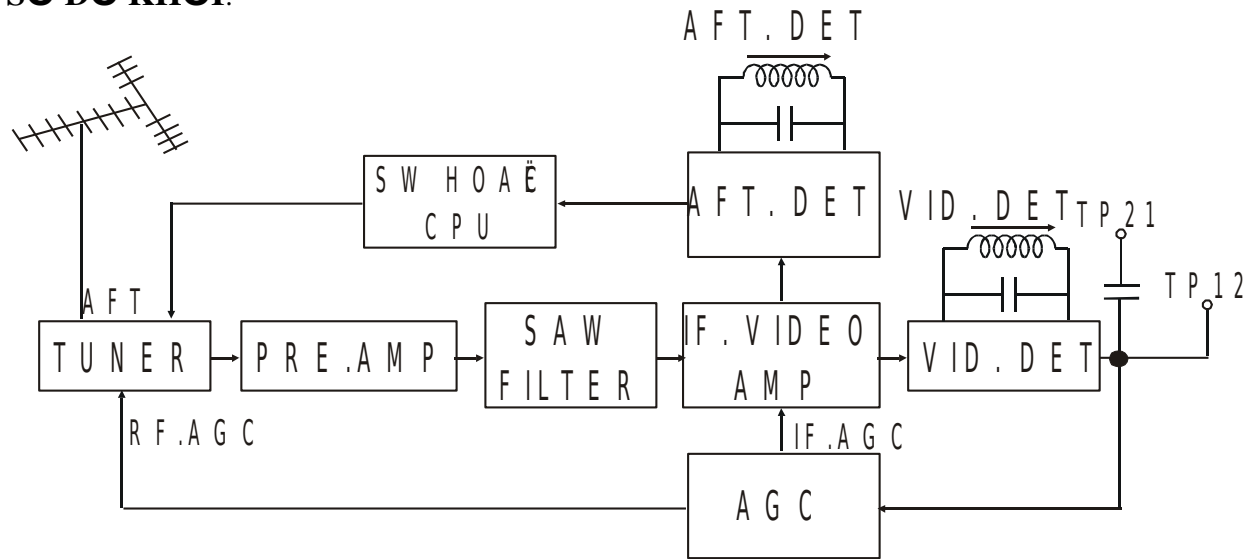 SƠ ĐỒ KHỐI:
AFT.DET
SW HOAËC
CPU
AFT.DET
VID.DET
TP21
TP12
AFT
TUNER
PRE.AMP
SAW
FILTER
IF.VIDEO
AMP
VID.DET
RF.AGC
IF.AGC
AGC